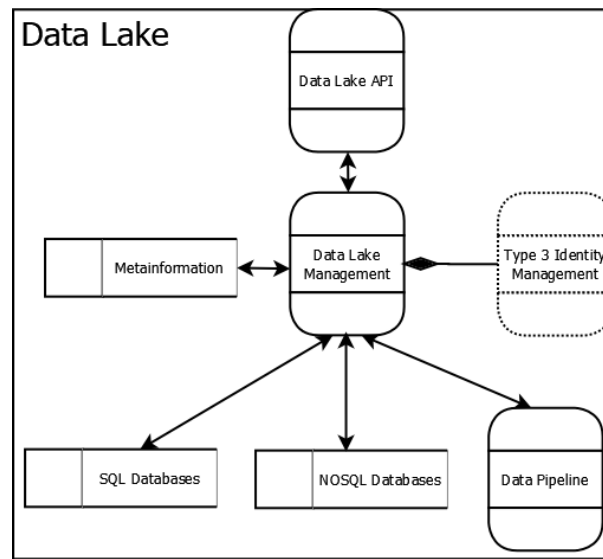 Data Lake
Data Lake API
Metainformation
Data Lake
Management
Type 3 Identity
Management
SQL Databases
NOSQL Databases
Data Pipeline